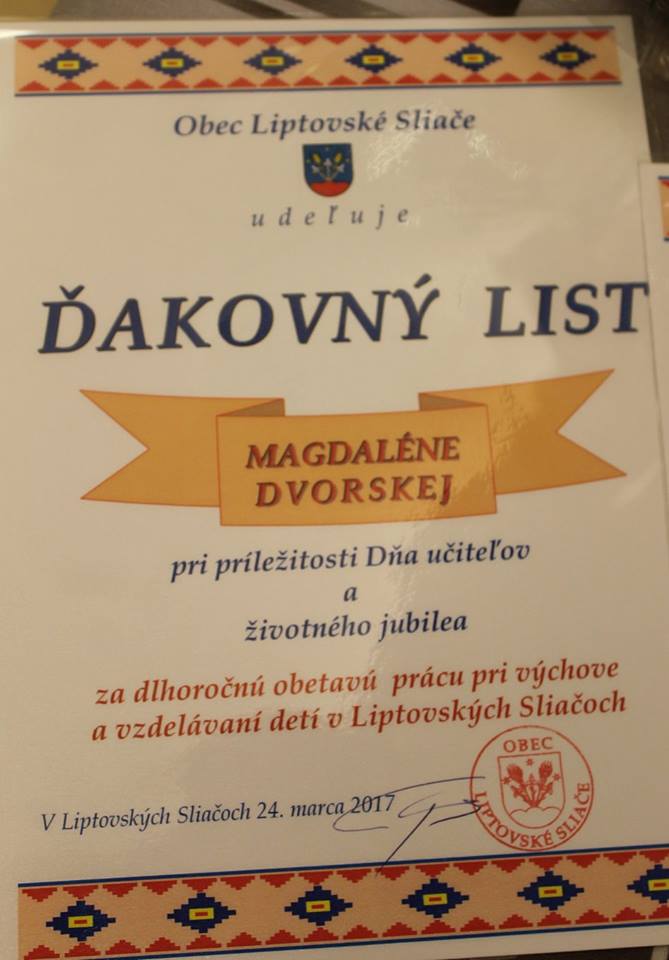 Obec Liptovské Sliače
udeľuje
ĎAKOVNÝ LIST
MAGDALÉNE
DVORSKEJ
pri príležitosti Dňa učiteľov
a
životného jubilea
za dlhoročnú obetavú prácu pri výchove
a vzdelávaní detí v Liptovských Sliačoch
V Liptovských Sliačoch 24. marca 2017
OBEC
LIPTOVSKÉ SLIAČE